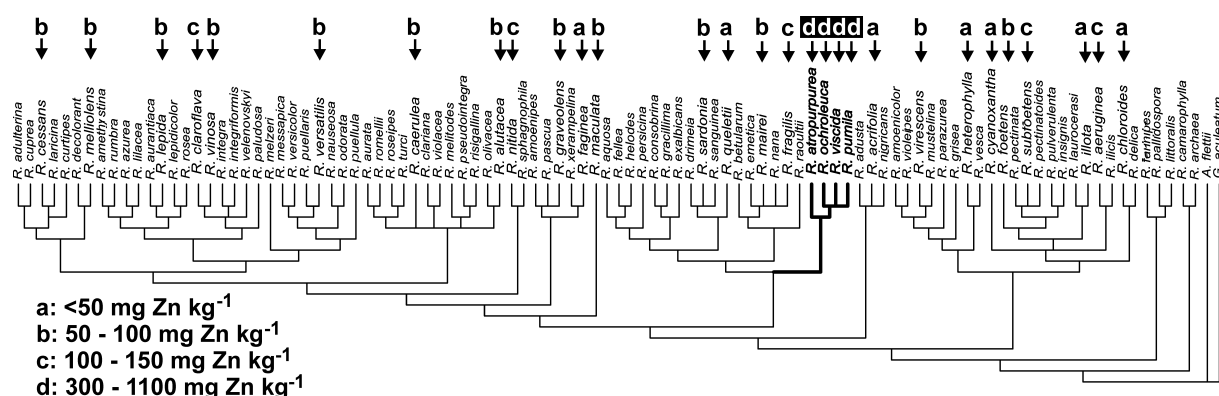 b b b c b b b b c b a b b a b c d d d d a b a a b c a c a
R. adulterina
R. cuprea
R. cessans
R. laricina
R. curtipes
R. decolorant
R. melliolens
R. amethystina
R. rubra
R. azurea
R. lilacea
R. aurantiaca
R. lepida
R. lepidicolor
R. rosea
R. claroflava
R. vinosa
R. integra
R. integriformis
R. velenovskyi
R. paludosa
R. melzeri
R. messapica
R. versicolor
R. puellaris
R. versatilis
R. nauseosa
R. odorata
R. puellula
R. aurata
R. romellii
R. roseipes
R. turci
R. caerulea
R. clariana
R. violacea
R. melitodes
R. pseudointegra
R. risigallina
R. olivacea
R. alutacea
R. nitida
R. sphagnophila
R. amoenipes
R. pascua
R. graveolens
R. xerampelina
R. faginea
R. maculata
R. aquosa
R. fellea
R. helodes
R. persicina
R. consobrina
R. gracillima
R. exalbicans
R. drimeia
R. sardonia
R. sanguinea
R. queletii
R. betularum
R. emetica
R. mairei
R. nana
R. fragilis
R. raoultii
R. atropurpurea
R. ochroleuca
R. viscida
R. pumila
R. adusta
R. acrifolia
R. nigricans
R. amoenicolor
R. violeipes
R. virescens
R. mustelina
R. parazurea
R. grisea
R. heterophylla
R. vesca
R. cyanoxantha
R. foetens
R. pectinata
R. subfoetens
R. pectinatoides
R. pulverulenta
R. insignis
R. laurocerasi
R. ilicota
R. aeruginea
R. ilicis
R. chloroides
R. delica
R. farinipes
R. pallidospora
R. littoralis
R. camarophylla
R. archaea
A. fletti
G. aculeatum
a: <50 mg Zn kg-1
b: 50 - 100 mg Zn kg-1
c: 100 - 150 mg Zn kg-1
d: 300 - 1100 mg Zn kg-1